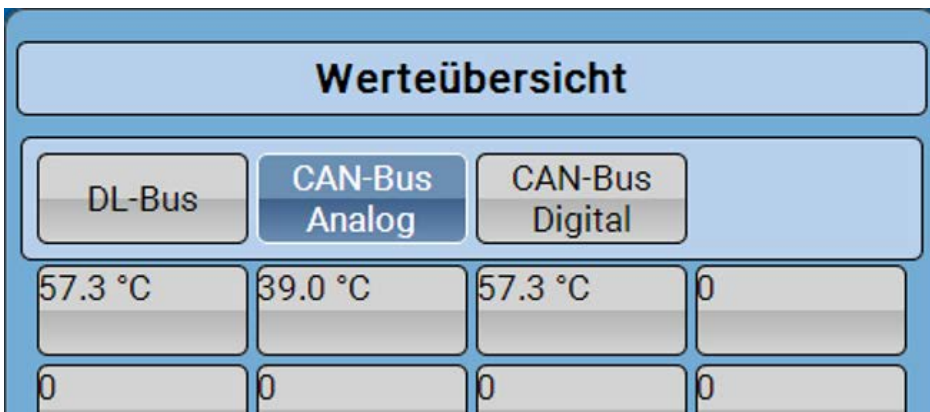 Werteübersicht
DL-Bus
CAN-Bus
Analog
CAN-Bus
Digital
57.3 °C
39.0 °C
57.3 °C
0
0
0
0
0